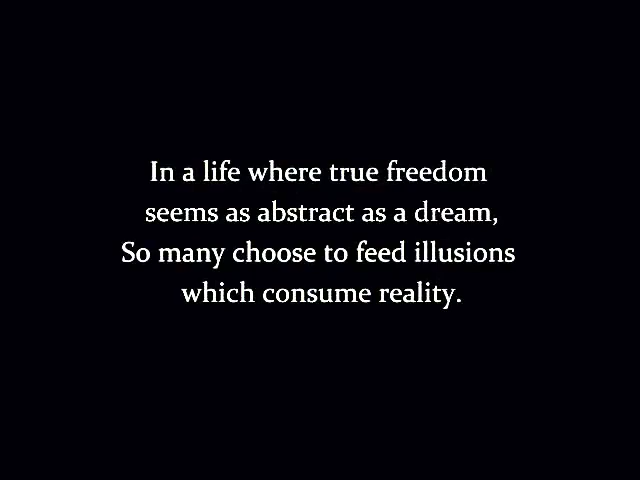 In a life where true freedom
seems as abstract as a dream,
So many choose to feed illusions
which consume reality.